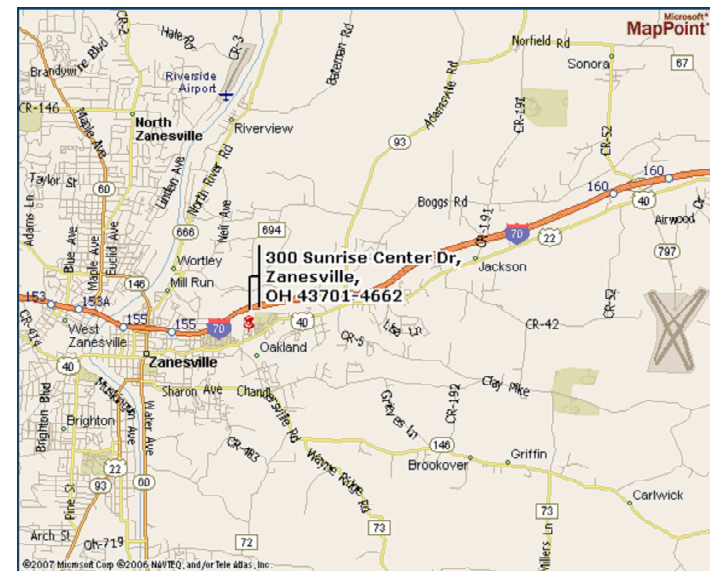 Microsoft®
MapPoint®
Norfield Rd
Sonora
67
CR-2
Hale Rd
CR-3
Bateman Rd
Brandywine Blvd
Riverside
Airport
Adamsville Rd
CR-191
CR-52
CR-146
North
Zanesville
Riverview
Maple Ave
93
Taylor St
60
Linden Ave
North River Rd
160
160
40
Boggs Rd
CR-191
Adams Ln
Airwood Dr
Blue Ave
Maple Ave
Euclid Ave
666
Neil Ave
694
70
22
797
Wortley
300 Sunrise Center Dr,
Zanesville,
OH 43701-4662
Jackson
Mill Run
146
153
153A
155
155
70
40
Lisa Ln
CR-52
CR-42
CR-414
West
Zanesville
CR-5
Oakland
Zanesville
40
Clay Pike
Sharon Ave
Chandlersville Rd
Grieves Ln
CR-192
Brighton Blvd
Brighton
Muskingum Ave
Water Ave
CR-483
146
Griffin
Brookover
22
Wayne Ridge Rd
93
60
Carlwick
Pine St
73
73
Millers Ln
Arch St
Oh-719
72
©2007 Microsoft Corp ©2006 NAVTEQ, and/or Tele Atlas, Inc